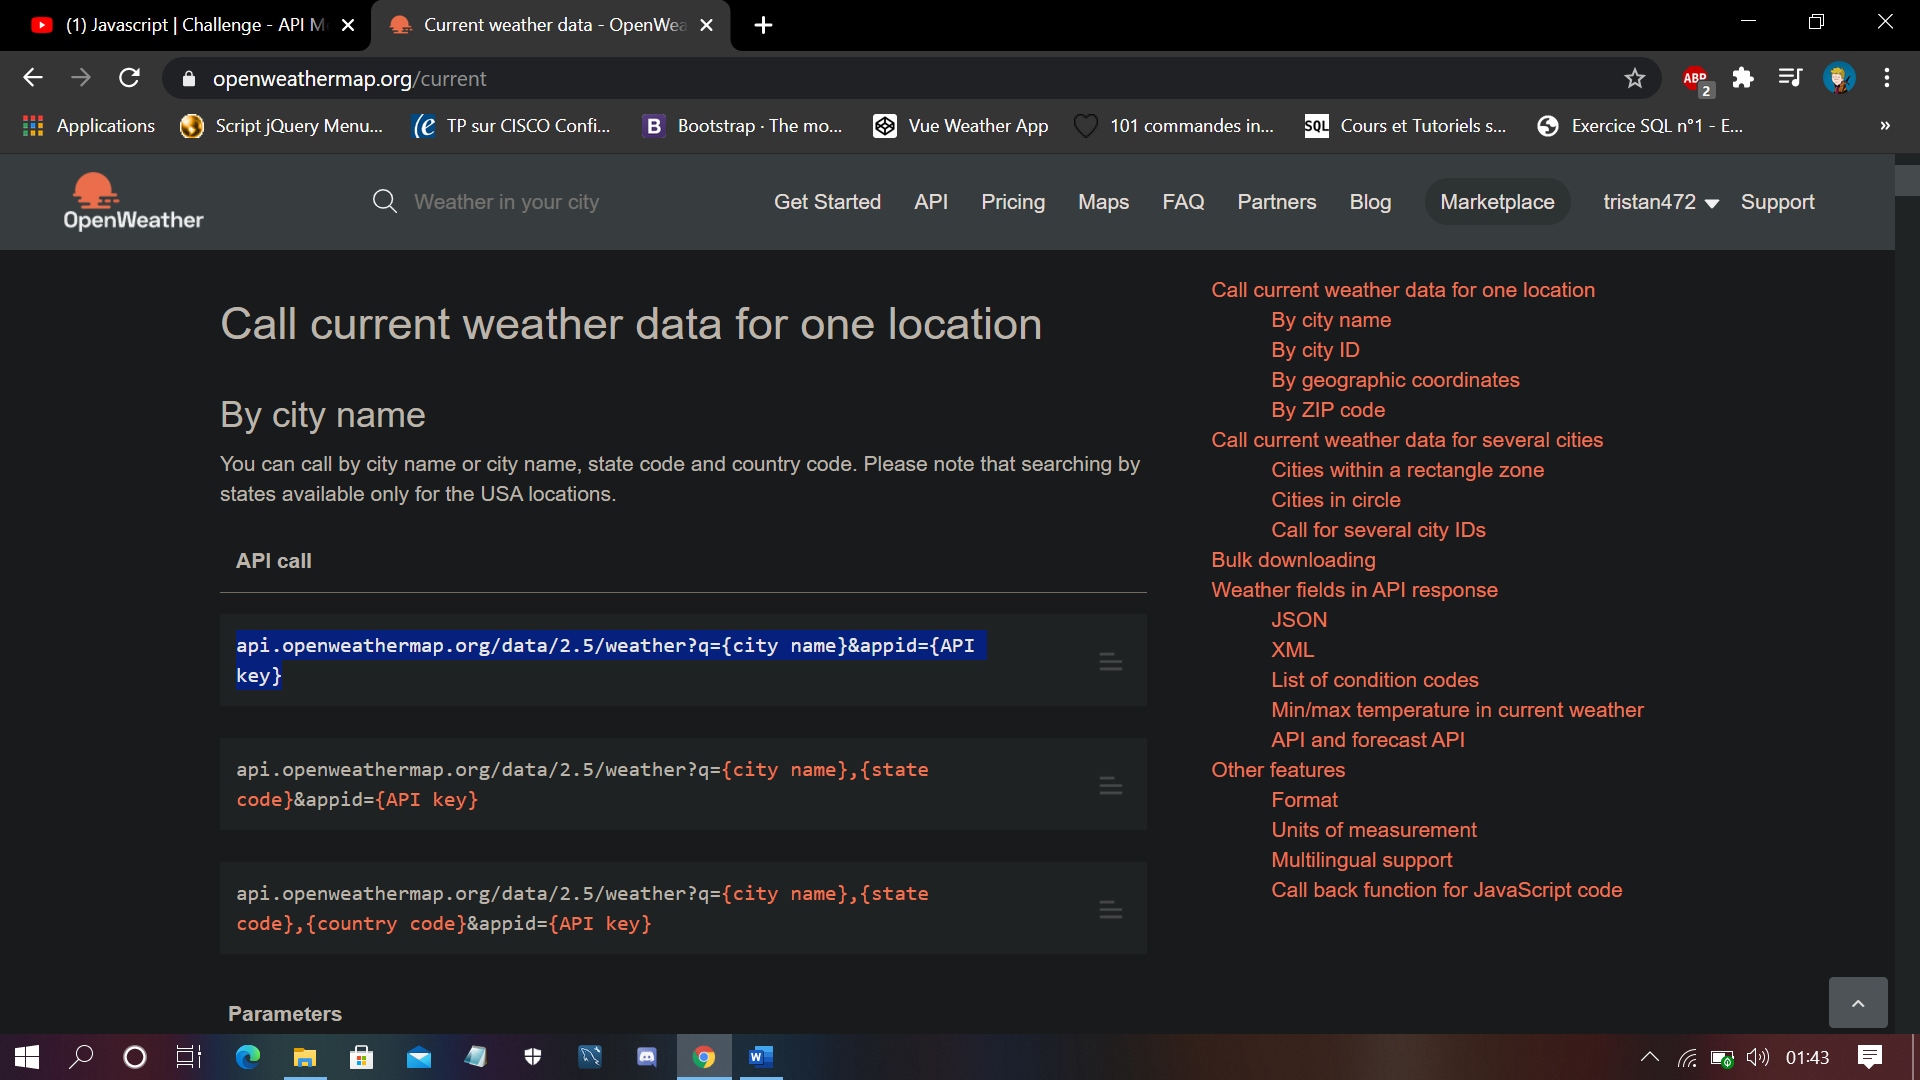 (1) Javascript | Challenge - API M
Current weather data - OpenWea
openweathermap.org/current
ABP
2
Applications
Script jQuery Menu...
TP sur CISCO Confi...
B
Bootstrap · The mo...
Vue Weather App
101 commandes in...
SQL
Cours et Tutoriels s...
Exercice SQL n°1 - E...
»
OpenWeather
Weather in your city
Get Started
API
Pricing
Maps
FAQ
Partners
Blog
Marketplace
tristan472
Support
Call current weather data for one location
By city name
You can call by city name or city name, state code and country code. Please note that searching by
states available only for the USA locations.
API call
api.openweathermap.org/data/2.5/weather?q={city name}&appid={API
key}
api.openweathermap.org/data/2.5/weather?q={city name},{state
code}&appid={API key}
api.openweathermap.org/data/2.5/weather?q={city name},{state
code},{country code}&appid={API key}
Parameters
Call current weather data for one location
By city name
By city ID
By geographic coordinates
By ZIP code
Call current weather data for several cities
Cities within a rectangle zone
Cities in circle
Call for several city IDs
Bulk downloading
Weather fields in API response
JSON
XML
List of condition codes
Min/max temperature in current weather
API and forecast API
Other features
Format
Units of measurement
Multilingual support
Call back function for JavaScript code
W
01:43